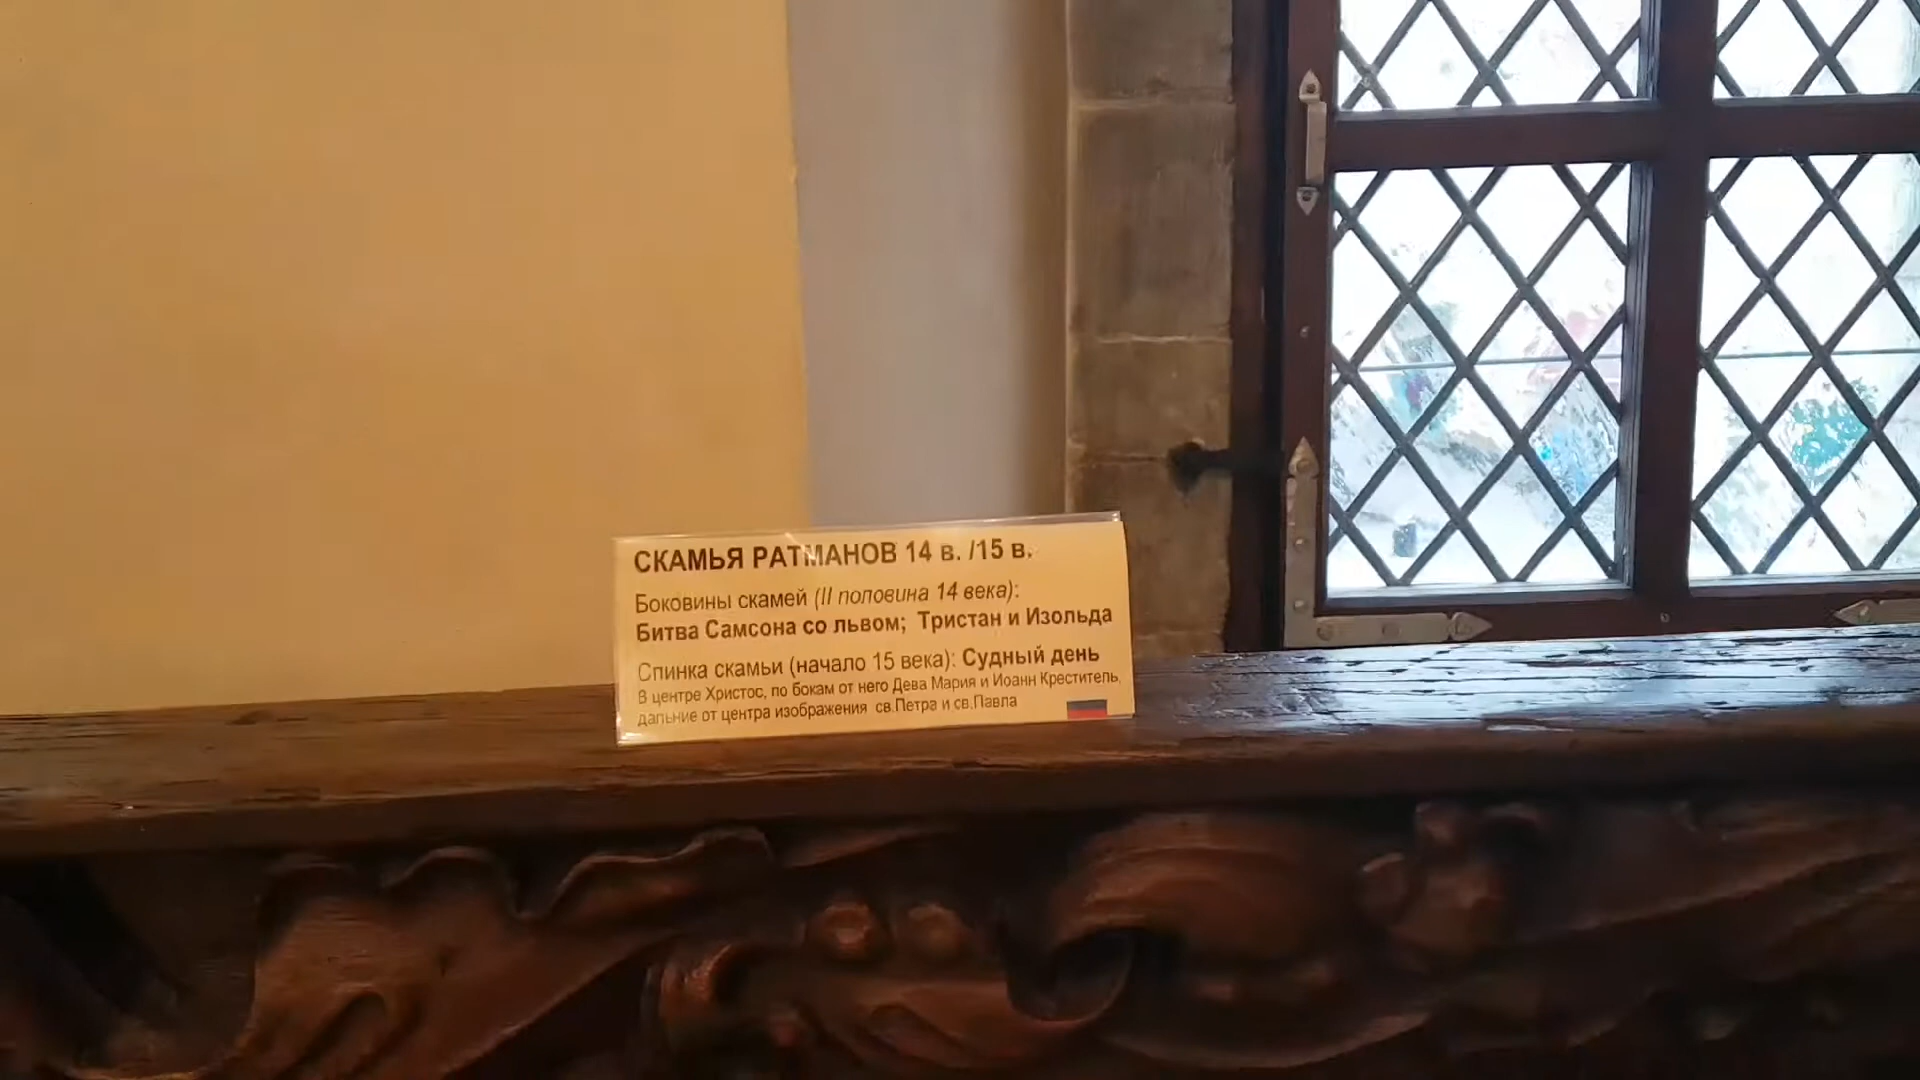 СКАМЬЯ РАТМАНОВ 14 в. /15 в.
Боковины скамей (II половина 14 века):
Битва Самсона со львом; Тристан и Изольда
Спинка скамьи (начало 15 века): Судный день
В центре Христос, по бокам от него Дева Мария и Иоанн Креститель,
дальние от центра изображения св.Петра и св.Павла